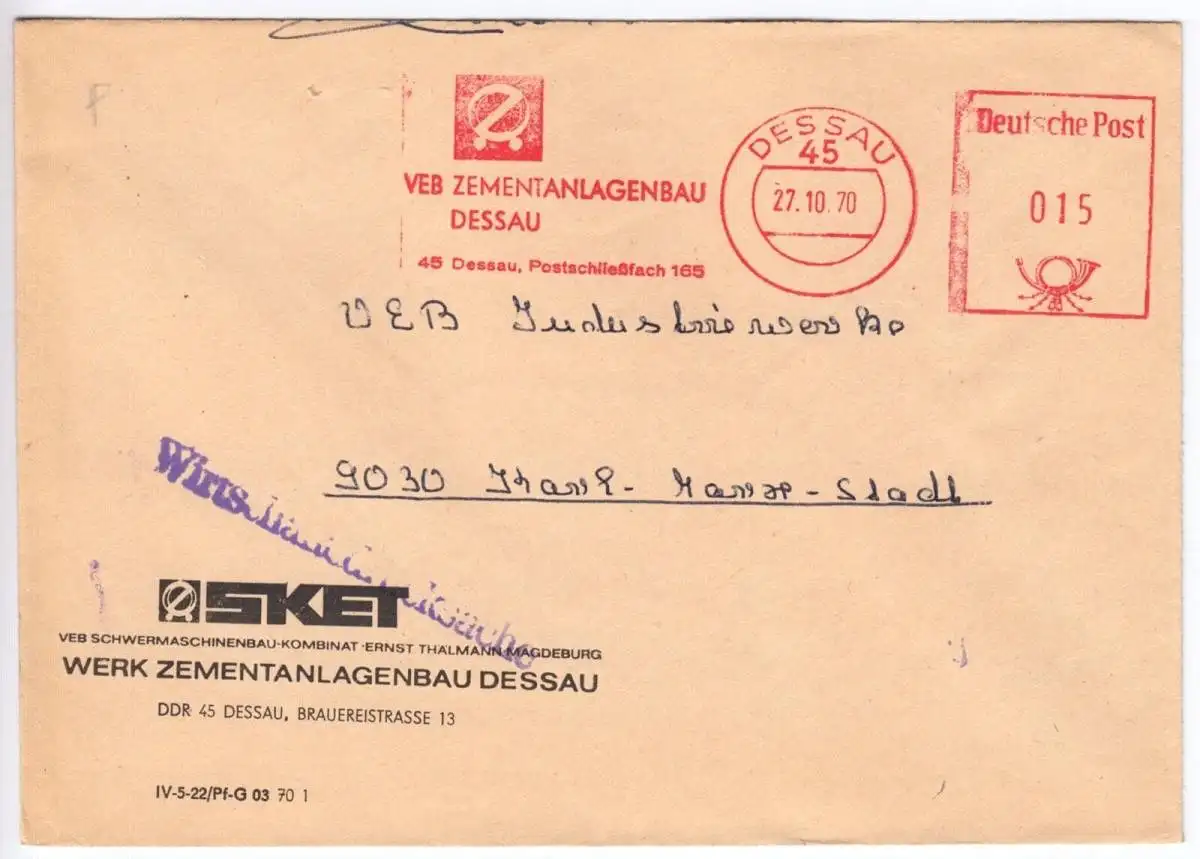 F
VEB ZEMENTANLAGENBAU
DESSAU
45 Dessau, Postschließfach 165
DESSAU
45
27.10.70
Deutsche Post
015
VEB Industriewerke
9030 Karl-Marx-Stadt
Wirtschaftsdrucksache
SKET
VEB SCHWERMASCHINENBAU-KOMBINAT ·ERNST THÄLMANN MAGDEBURG
WERK ZEMENTANLAGENBAU DESSAU
DDR 45 DESSAU, BRAUEREISTRASSE 13
IV-5-22/Pf-G 03 70 1